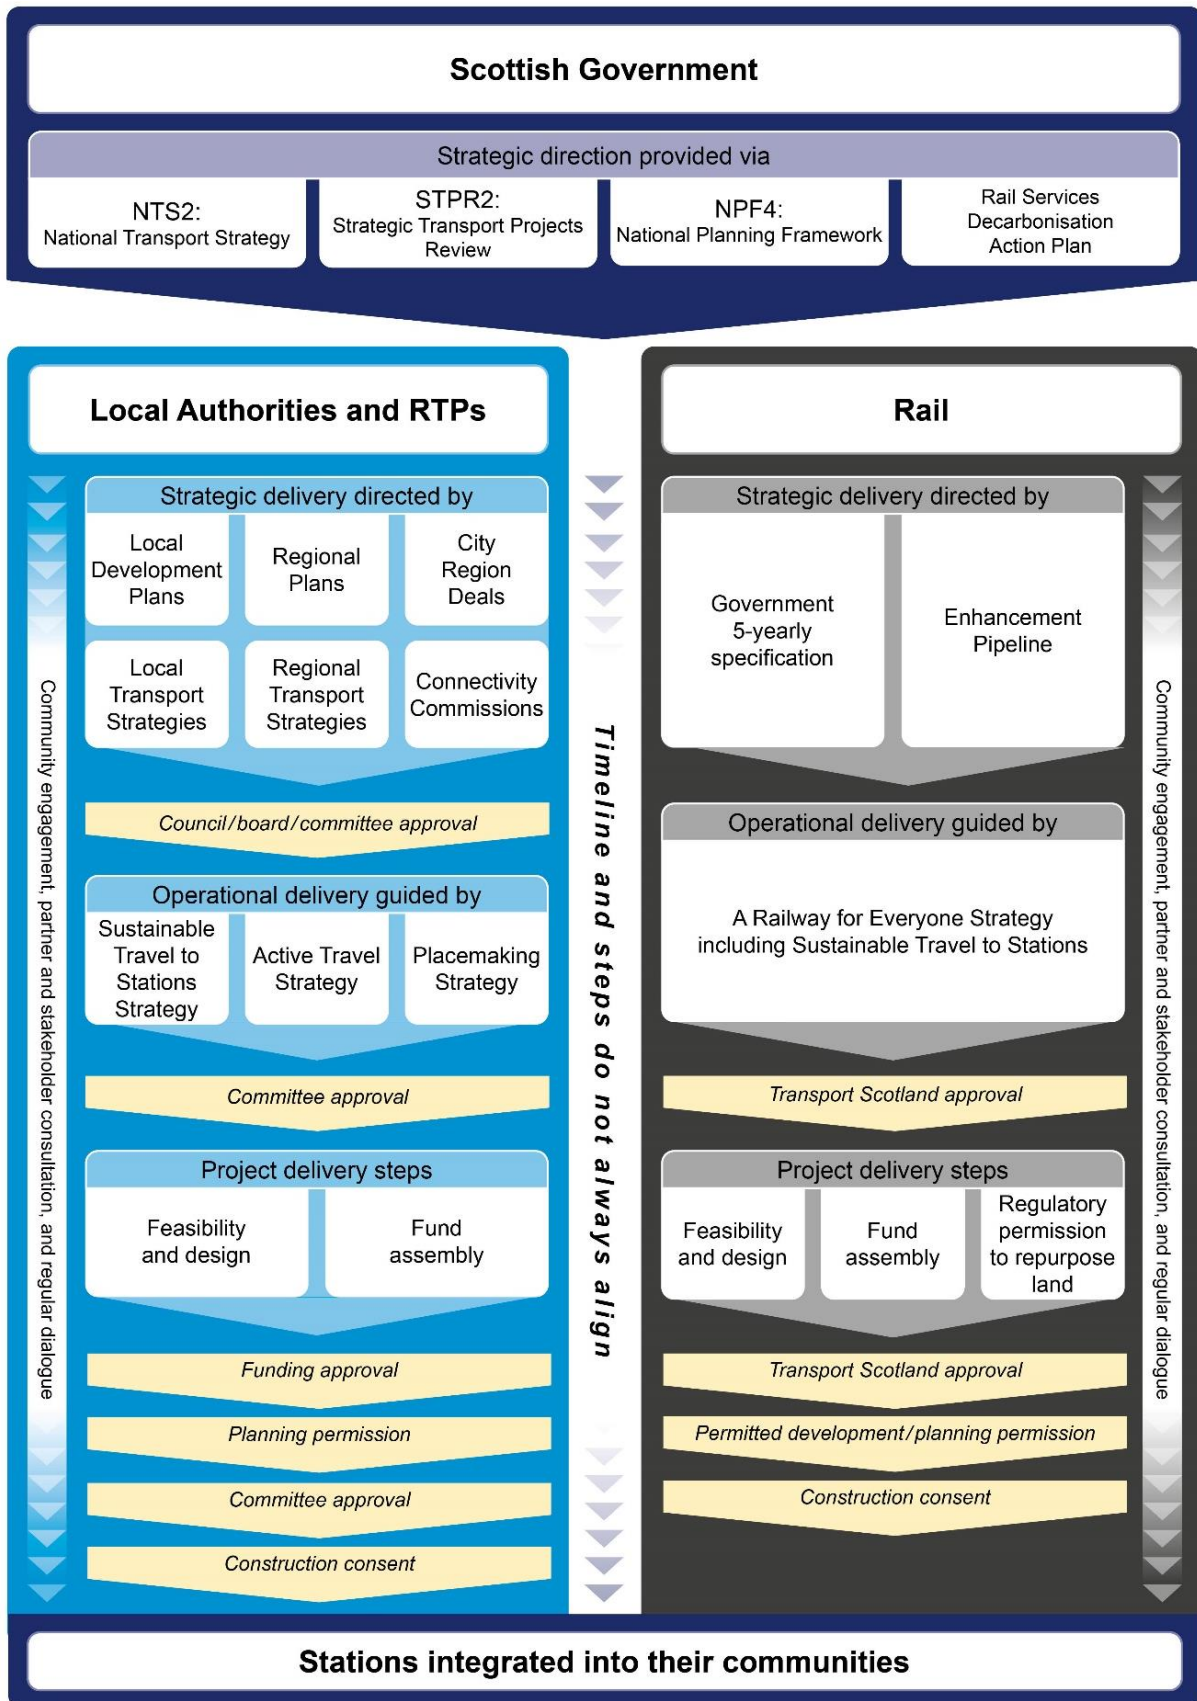 Scottish Government
Strategic direction provided via
NTS2:
National Transport Strategy
STPR2:
Strategic Transport Projects
Review
NPF4:
National Planning Framework
Rail Services
Decarbonisation
Action Plan
Local Authorities and RTPs
Strategic delivery directed by
Local
Development
Plans
Regional
Plans
City
Region
Deals
Local
Transport
Strategies
Regional
Transport
Strategies
Connectivity
Commissions
Council/board/committee approval
Operational delivery guided by
Sustainable
Travel to
Stations
Strategy
Active Travel
Strategy
Placemaking
Strategy
Committee approval
Project delivery steps
Feasibility
and design
Fund
assembly
Funding approval
Planning permission
Committee approval
Construction consent
Community engagement, partner and stakeholder consultation, and regular dialogue
Timeline and steps do not always align
Rail
Strategic delivery directed by
Government
5-yearly
specification
Enhancement
Pipeline
Operational delivery guided by
A Railway for Everyone Strategy
including Sustainable Travel to Stations
Transport Scotland approval
Project delivery steps
Feasibility
and design
Fund
assembly
Regulatory
permission
to repurpose
land
Transport Scotland approval
Permitted development/planning permission
Construction consent
Community engagement, partner and stakeholder consultation, and regular dialogue
Stations integrated into their communities